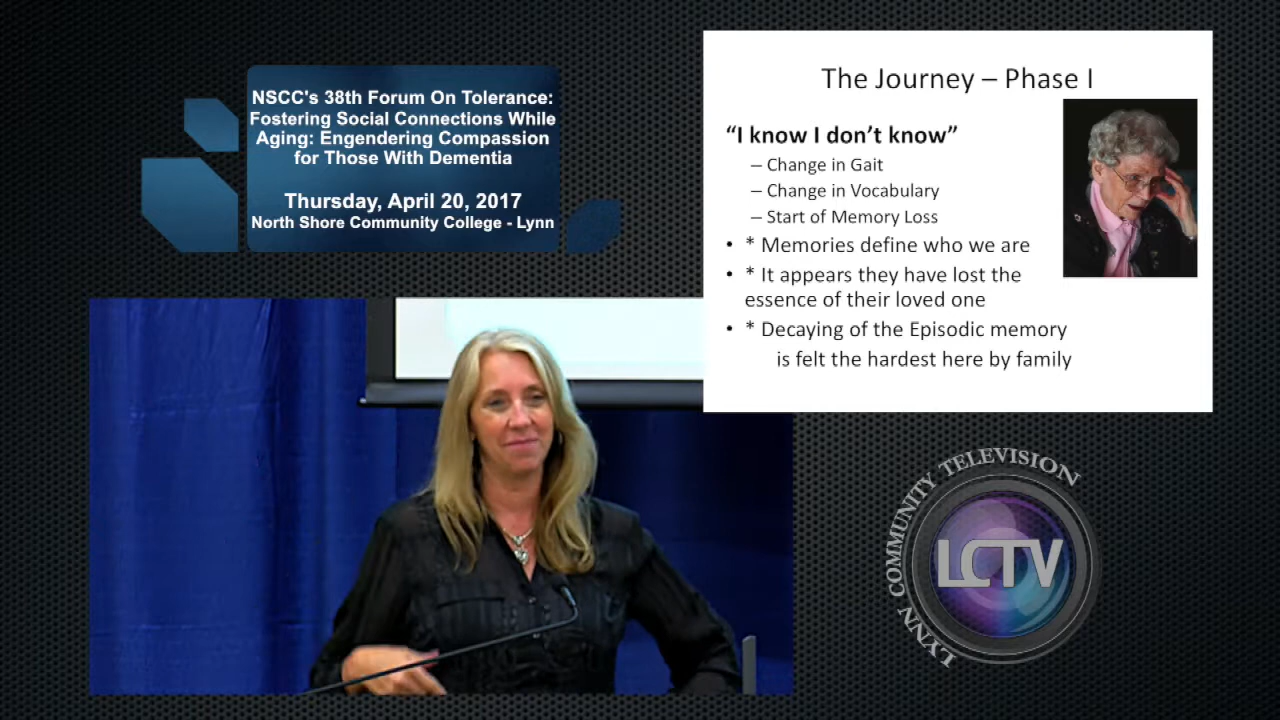 NSCC's 38th Forum On Tolerance:
Fostering Social Connections While
Aging: Engendering Compassion
for Those With Dementia
Thursday, April 20, 2017
North Shore Community College - Lynn
The Journey – Phase I
“I know I don’t know”
– Change in Gait
– Change in Vocabulary
– Start of Memory Loss
• * Memories define who we are
• * It appears they have lost the
essence of their loved one
• * Decaying of the Episodic memory
is felt the hardest here by family
LYNN COMMUNITY TELEVISION
LCTV